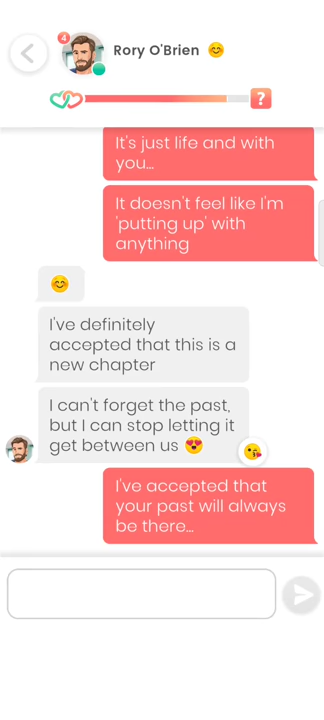 4
Rory O'Brien 😊
?
It's just life and with
you...
It doesn't feel like I'm
'putting up' with
anything
😊
I've definitely
accepted that this is a
new chapter
I can't forget the past,
but I can stop letting it
get between us 😍
😘
I've accepted that
your past will always
be there...